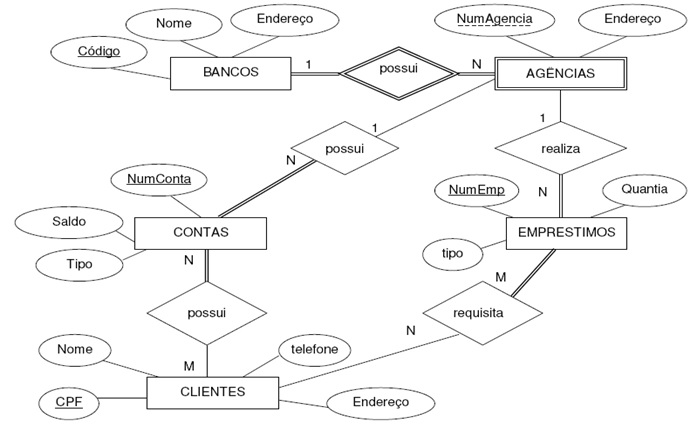 Nome
Endereço
Código
BANCOS
1
possui
N
NumAgencia
Endereço
AGÊNCIAS
1
possui
N
1
realiza
N
NumConta
Saldo
Tipo
CONTAS
N
NumEmp
Quantia
tipo
EMPRESTIMOS
M
possui
requisita
N
M
Nome
telefone
CPF
CLIENTES
Endereço